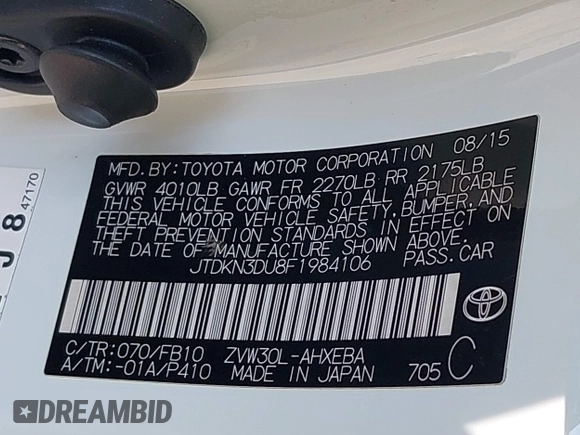 MFD. BY: TOYOTA MOTOR CORPORATION 08/15
GVWR 4010LB GAWR FR 2270LB RR 2175LB
THIS VEHICLE CONFORMS TO ALL APPLICABLE
FEDERAL MOTOR VEHICLE SAFETY, BUMPER, AND
THEFT PREVENTION STANDARDS IN EFFECT ON
THE DATE OF MANUFACTURE SHOWN ABOVE.
JTDKN3DU8F1984106 PASS. CAR
C/TR: 070/FB10 ZVW30L-AHXEBA
A/TM: -01A/P410 MADE IN JAPAN 705 C
J 8
47170
DREAMBID